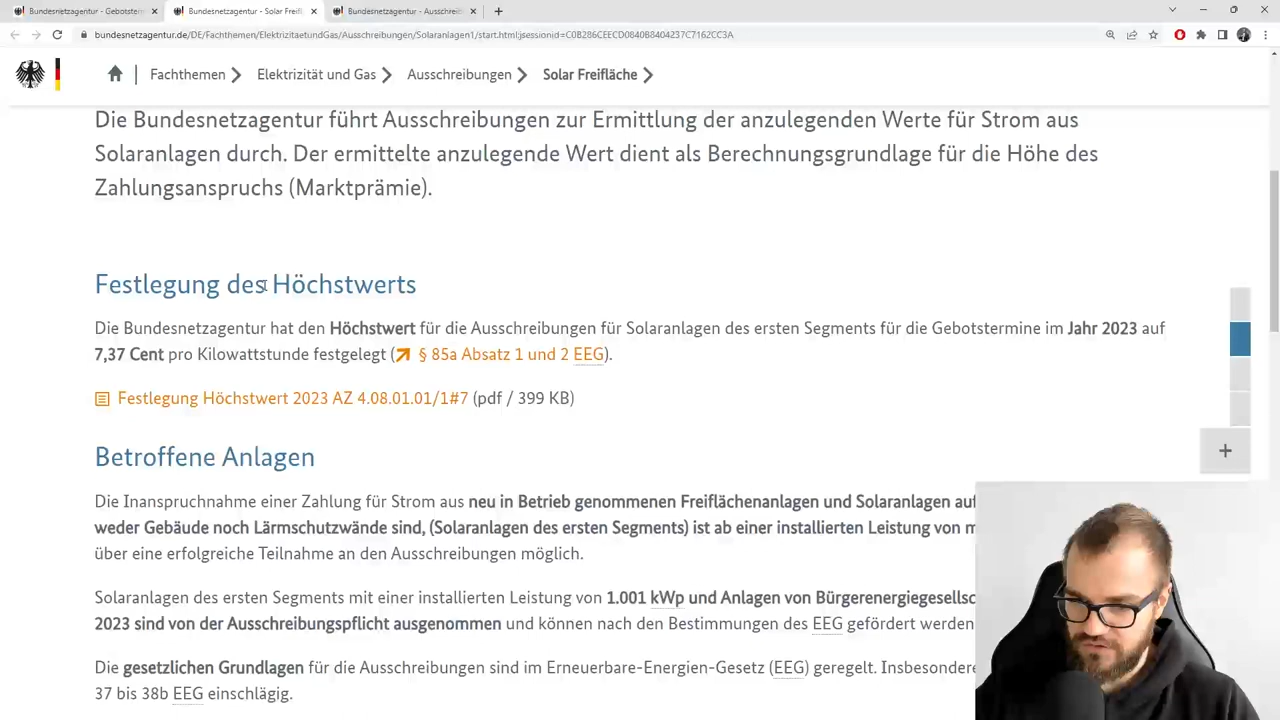 Bundesnetzagentur - Gebotsterm
Bundesnetzagentur - Solar Freifl
Bundesnetzagentur - Ausschreib
bundesnetzagentur.de/DE/Fachthemen/ElektrizitaetundGas/Ausschreibungen/Solaranlagen1/start.html;jsessionid=C0B286CEECD0840B8404237C7162CC3A
Fachthemen
Elektrizität und Gas
Ausschreibungen
Solar Freifläche
Die Bundesnetzagentur führt Ausschreibungen zur Ermittlung der anzulegenden Werte für Strom aus
Solaranlagen durch. Der ermittelte anzulegende Wert dient als Berechnungsgrundlage für die Höhe des
Zahlungsanspruchs (Marktprämie).
Festlegung des Höchstwerts
Die Bundesnetzagentur hat den Höchstwert für die Ausschreibungen für Solaranlagen des ersten Segments für die Gebotstermine im Jahr 2023 auf
7,37 Cent pro Kilowattstunde festgelegt (§ 85a Absatz 1 und 2 EEG).
Festlegung Höchstwert 2023 AZ 4.08.01.01/1#7 (pdf / 399 KB)
Betroffene Anlagen
Die Inanspruchnahme einer Zahlung für Strom aus neu in Betrieb genommenen Freiflächenanlagen und Solaranlagen auf
weder Gebäude noch Lärmschutzwände sind, (Solaranlagen des ersten Segments) ist ab einer installierten Leistung von m
über eine erfolgreiche Teilnahme an den Ausschreibungen möglich.
Solaranlagen des ersten Segments mit einer installierten Leistung von 1.001 kWp und Anlagen von Bürgerenergiegesellsc
2023 sind von der Ausschreibungspflicht ausgenommen und können nach den Bestimmungen des EEG gefördert werden
Die gesetzlichen Grundlagen für die Ausschreibungen sind im Erneuerbare-Energien-Gesetz (EEG) geregelt. Insbesondere
37 bis 38b EEG einschlägig.